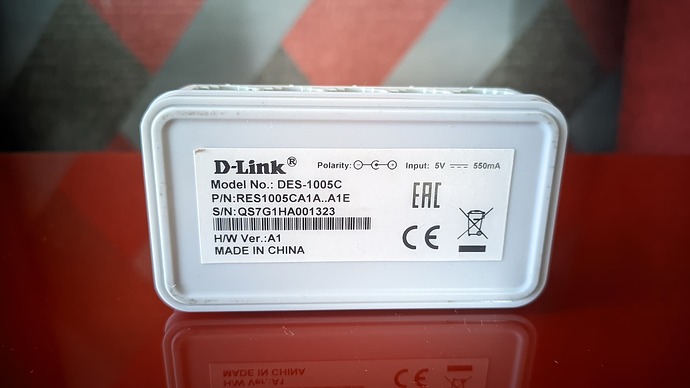 D-Link®
Polarity: Input: 5V 550mA
Model No.: DES-1005C
P/N:RES1005CA1A..A1E
S/N:QS7G1HA001323
H/W Ver.:A1
MADE IN CHINA
EAC
CE